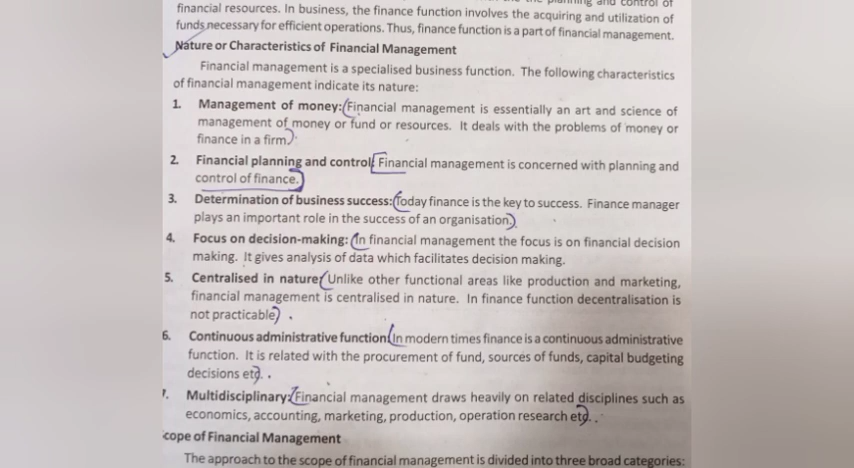 financial resources. In business, the finance function involves the acquiring and utilization of
funds necessary for efficient operations. Thus, finance function is a part of financial management.
Nature or Characteristics of Financial Management
Financial management is a specialised business function. The following characteristics
of financial management indicate its nature:
1. Management of money: Financial management is essentially an art and science of
management of money or fund or resources. It deals with the problems of money or
finance in a firm.
2. Financial planning and control: Financial management is concerned with planning and
control of finance.
3. Determination of business success: Today finance is the key to success. Finance manager
plays an important role in the success of an organisation.
4. Focus on decision-making: In financial management the focus is on financial decision
making. It gives analysis of data which facilitates decision making.
5. Centralised in nature: Unlike other functional areas like production and marketing,
financial management is centralised in nature. In finance function decentralisation is
not practicable.
6. Continuous administrative function: In modern times finance is a continuous administrative
function. It is related with the procurement of fund, sources of funds, capital budgeting
decisions etc.
7. Multidisciplinary: Financial management draws heavily on related disciplines such as
economics, accounting, marketing, production, operation research etc.
cope of Financial Management
The approach to the scope of financial management is divided into three broad categories: